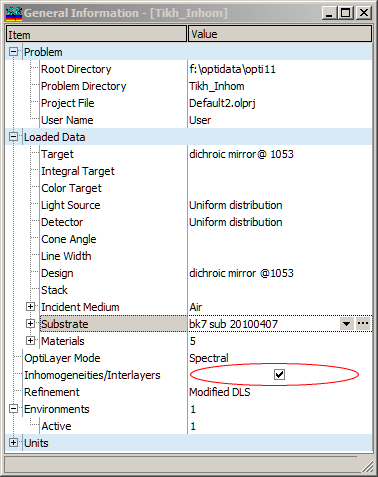 General Information - [Tikh_Inhom]
Item Value
Problem
Root Directory f:\optidata\opti11
Problem Directory Tikh_Inhom
Project File Default2.olprj
User Name User
Loaded Data
Target dichroic mirror@ 1053
Integral Target
Color Target
Light Source Uniform distribution
Detector Uniform distribution
Cone Angle
Line Width
Design dichroic mirror @1053
Stack
Incident Medium Air
Substrate bk7 sub 20100407
Materials 5
OptiLayer Mode Spectral
Inhomogeneities/Interlayers
Refinement Modified DLS
Environments 1
Active 1
Units